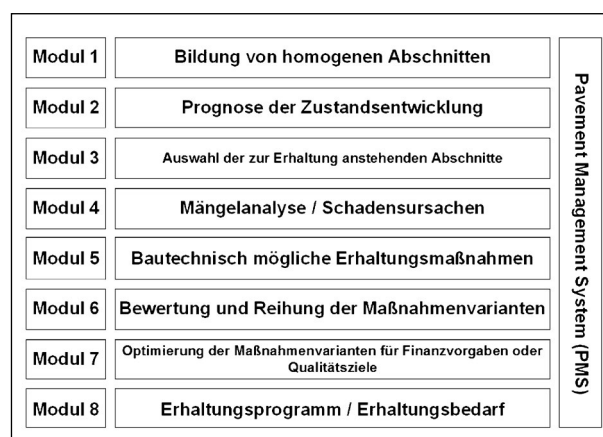 Modul 1 Bildung von homogenen Abschnitten
Modul 2 Prognose der Zustandsentwicklung
Modul 3 Auswahl der zur Erhaltung anstehenden Abschnitte
Modul 4 Mängelanalyse / Schadensursachen
Modul 5 Bautechnisch mögliche Erhaltungsmaßnahmen
Modul 6 Bewertung und Reihung der Maßnahmenvarianten
Modul 7 Optimierung der Maßnahmenvarianten für Finanzvorgaben oder
Qualitätsziele
Modul 8 Erhaltungsprogramm / Erhaltungsbedarf
Pavement Management System (PMS)